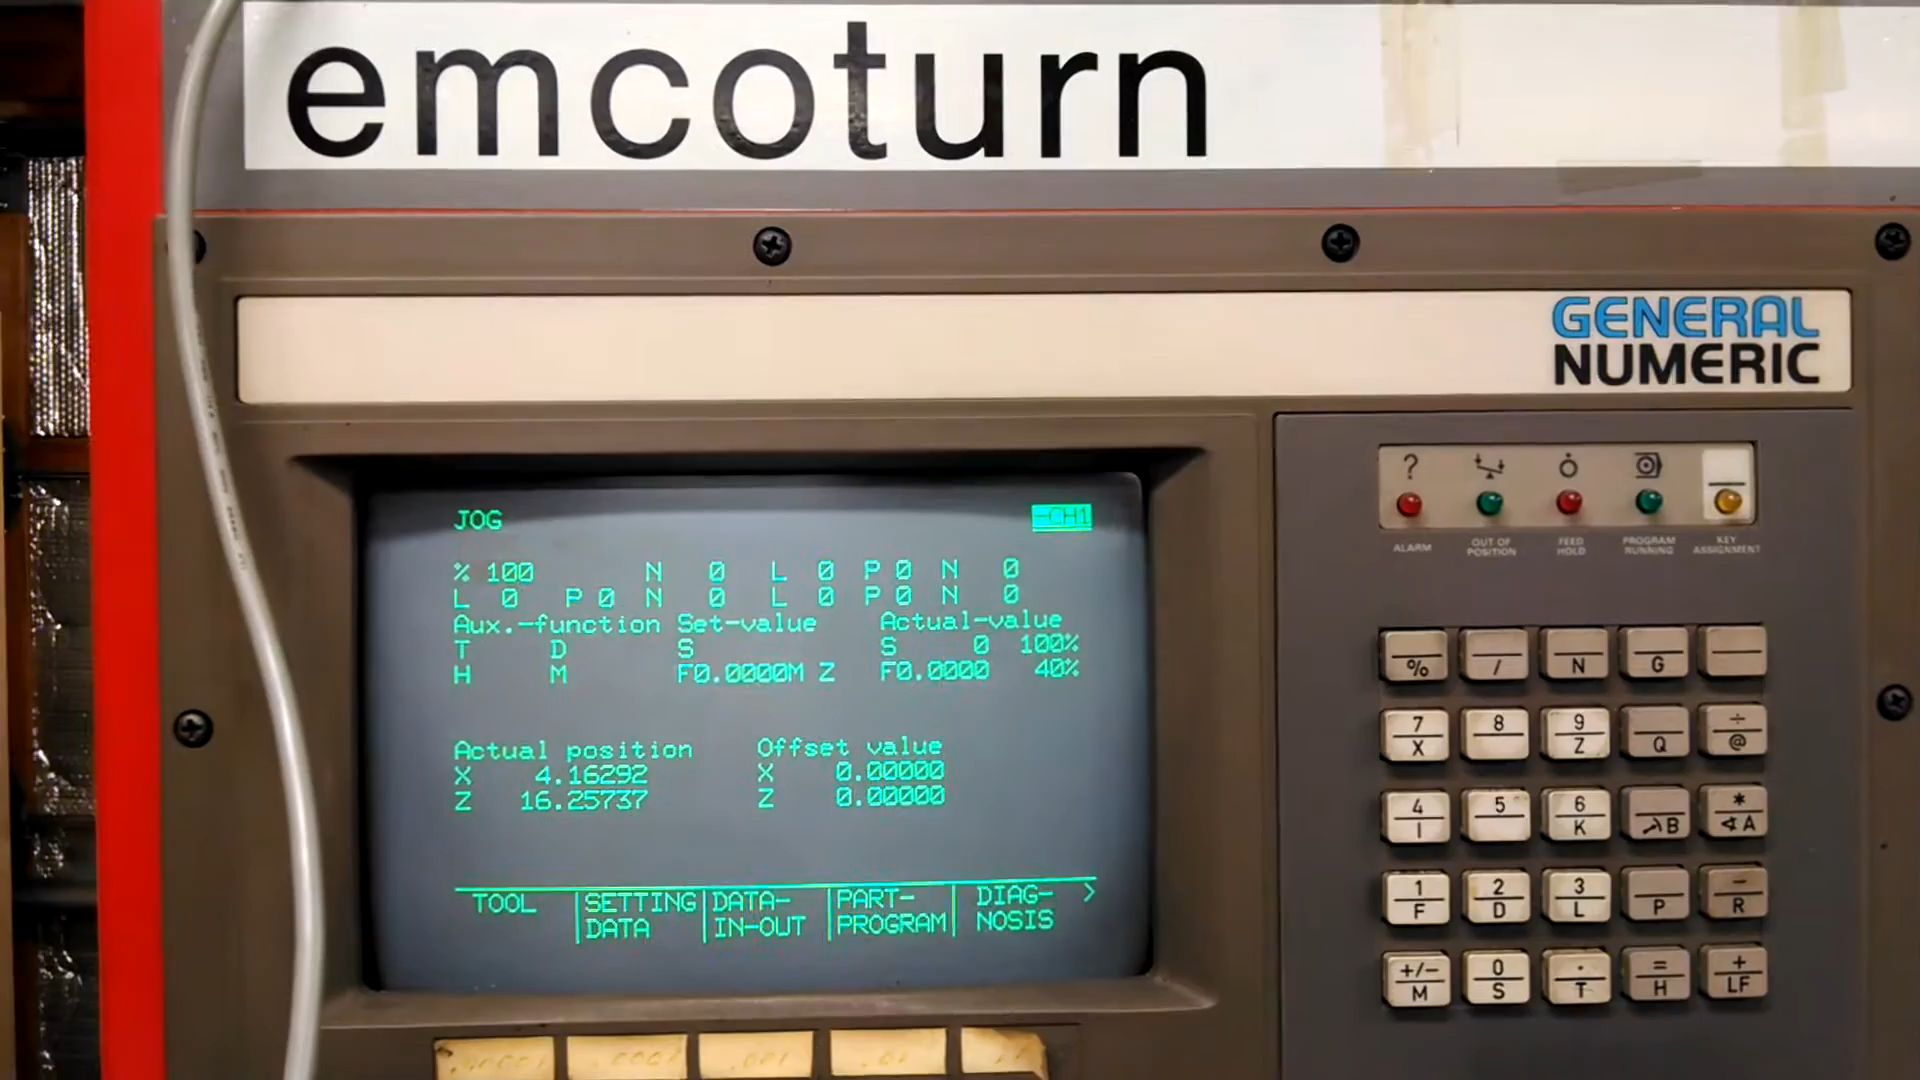 emcoturn
GENERAL
NUMERIC
JOG
-CH1
% 100 N 0 L 0 P 0 N 0
L 0 P 0 N 0 L 0 P 0 N 0
Aux.-function Set-value Actual-value
T D S S 0 100%
H M F0.0000M Z F0.0000 40%
Actual position Offset value
X 4.16292 X 0.00000
Z 16.25737 Z 0.00000
TOOL SETTING DATA- PART- DIAG- >
DATA IN-OUT PROGRAM NOSIS
?
ALARM OUT OF FEED PROGRAM KEY
POSITION HOLD RUNNING ASSIGNMENT
% / N G
7 8 9 ÷
X Z Q @
4 5 6 *
I K B A
1 2 3 -
F D L P R
+/- 0 . = +
M S T H LF
.0001 .001 .01